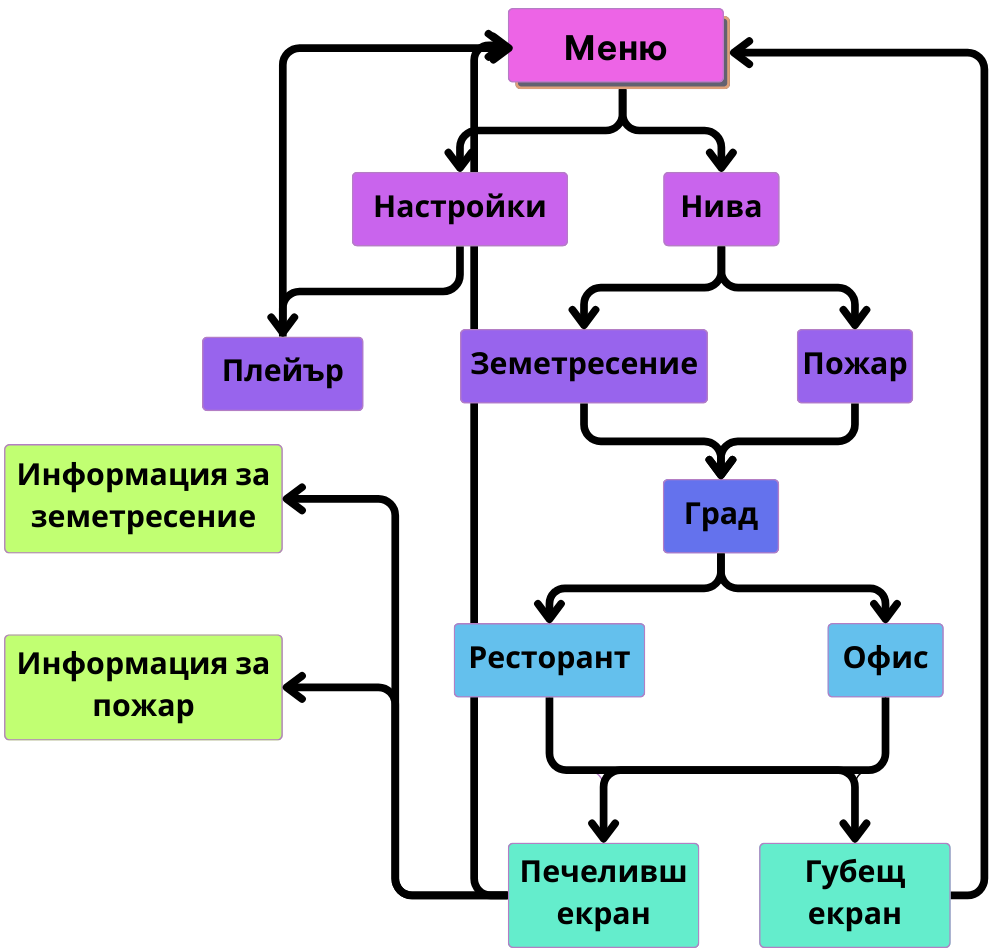 Меню
Настройки
Нива
Плейър
Земетресение
Пожар
Информация за
земетресение
Град
Информация за
пожар
Ресторант
Офис
Печеливш
екран
Губещ
екран